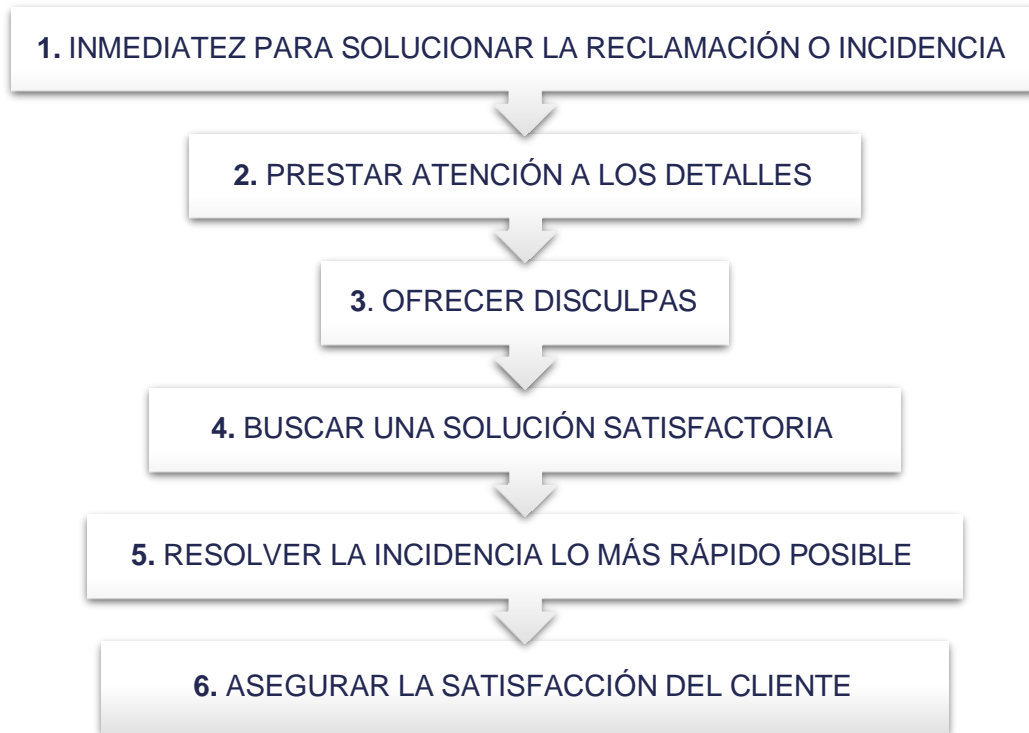 1. INMEDIATEZ PARA SOLUCIONAR LA RECLAMACIÓN O INCIDENCIA
2. PRESTAR ATENCIÓN A LOS DETALLES
3. OFRECER DISCULPAS
4. BUSCAR UNA SOLUCIÓN SATISFACTORIA
5. RESOLVER LA INCIDENCIA LO MÁS RÁPIDO POSIBLE
6. ASEGURAR LA SATISFACCIÓN DEL CLIENTE